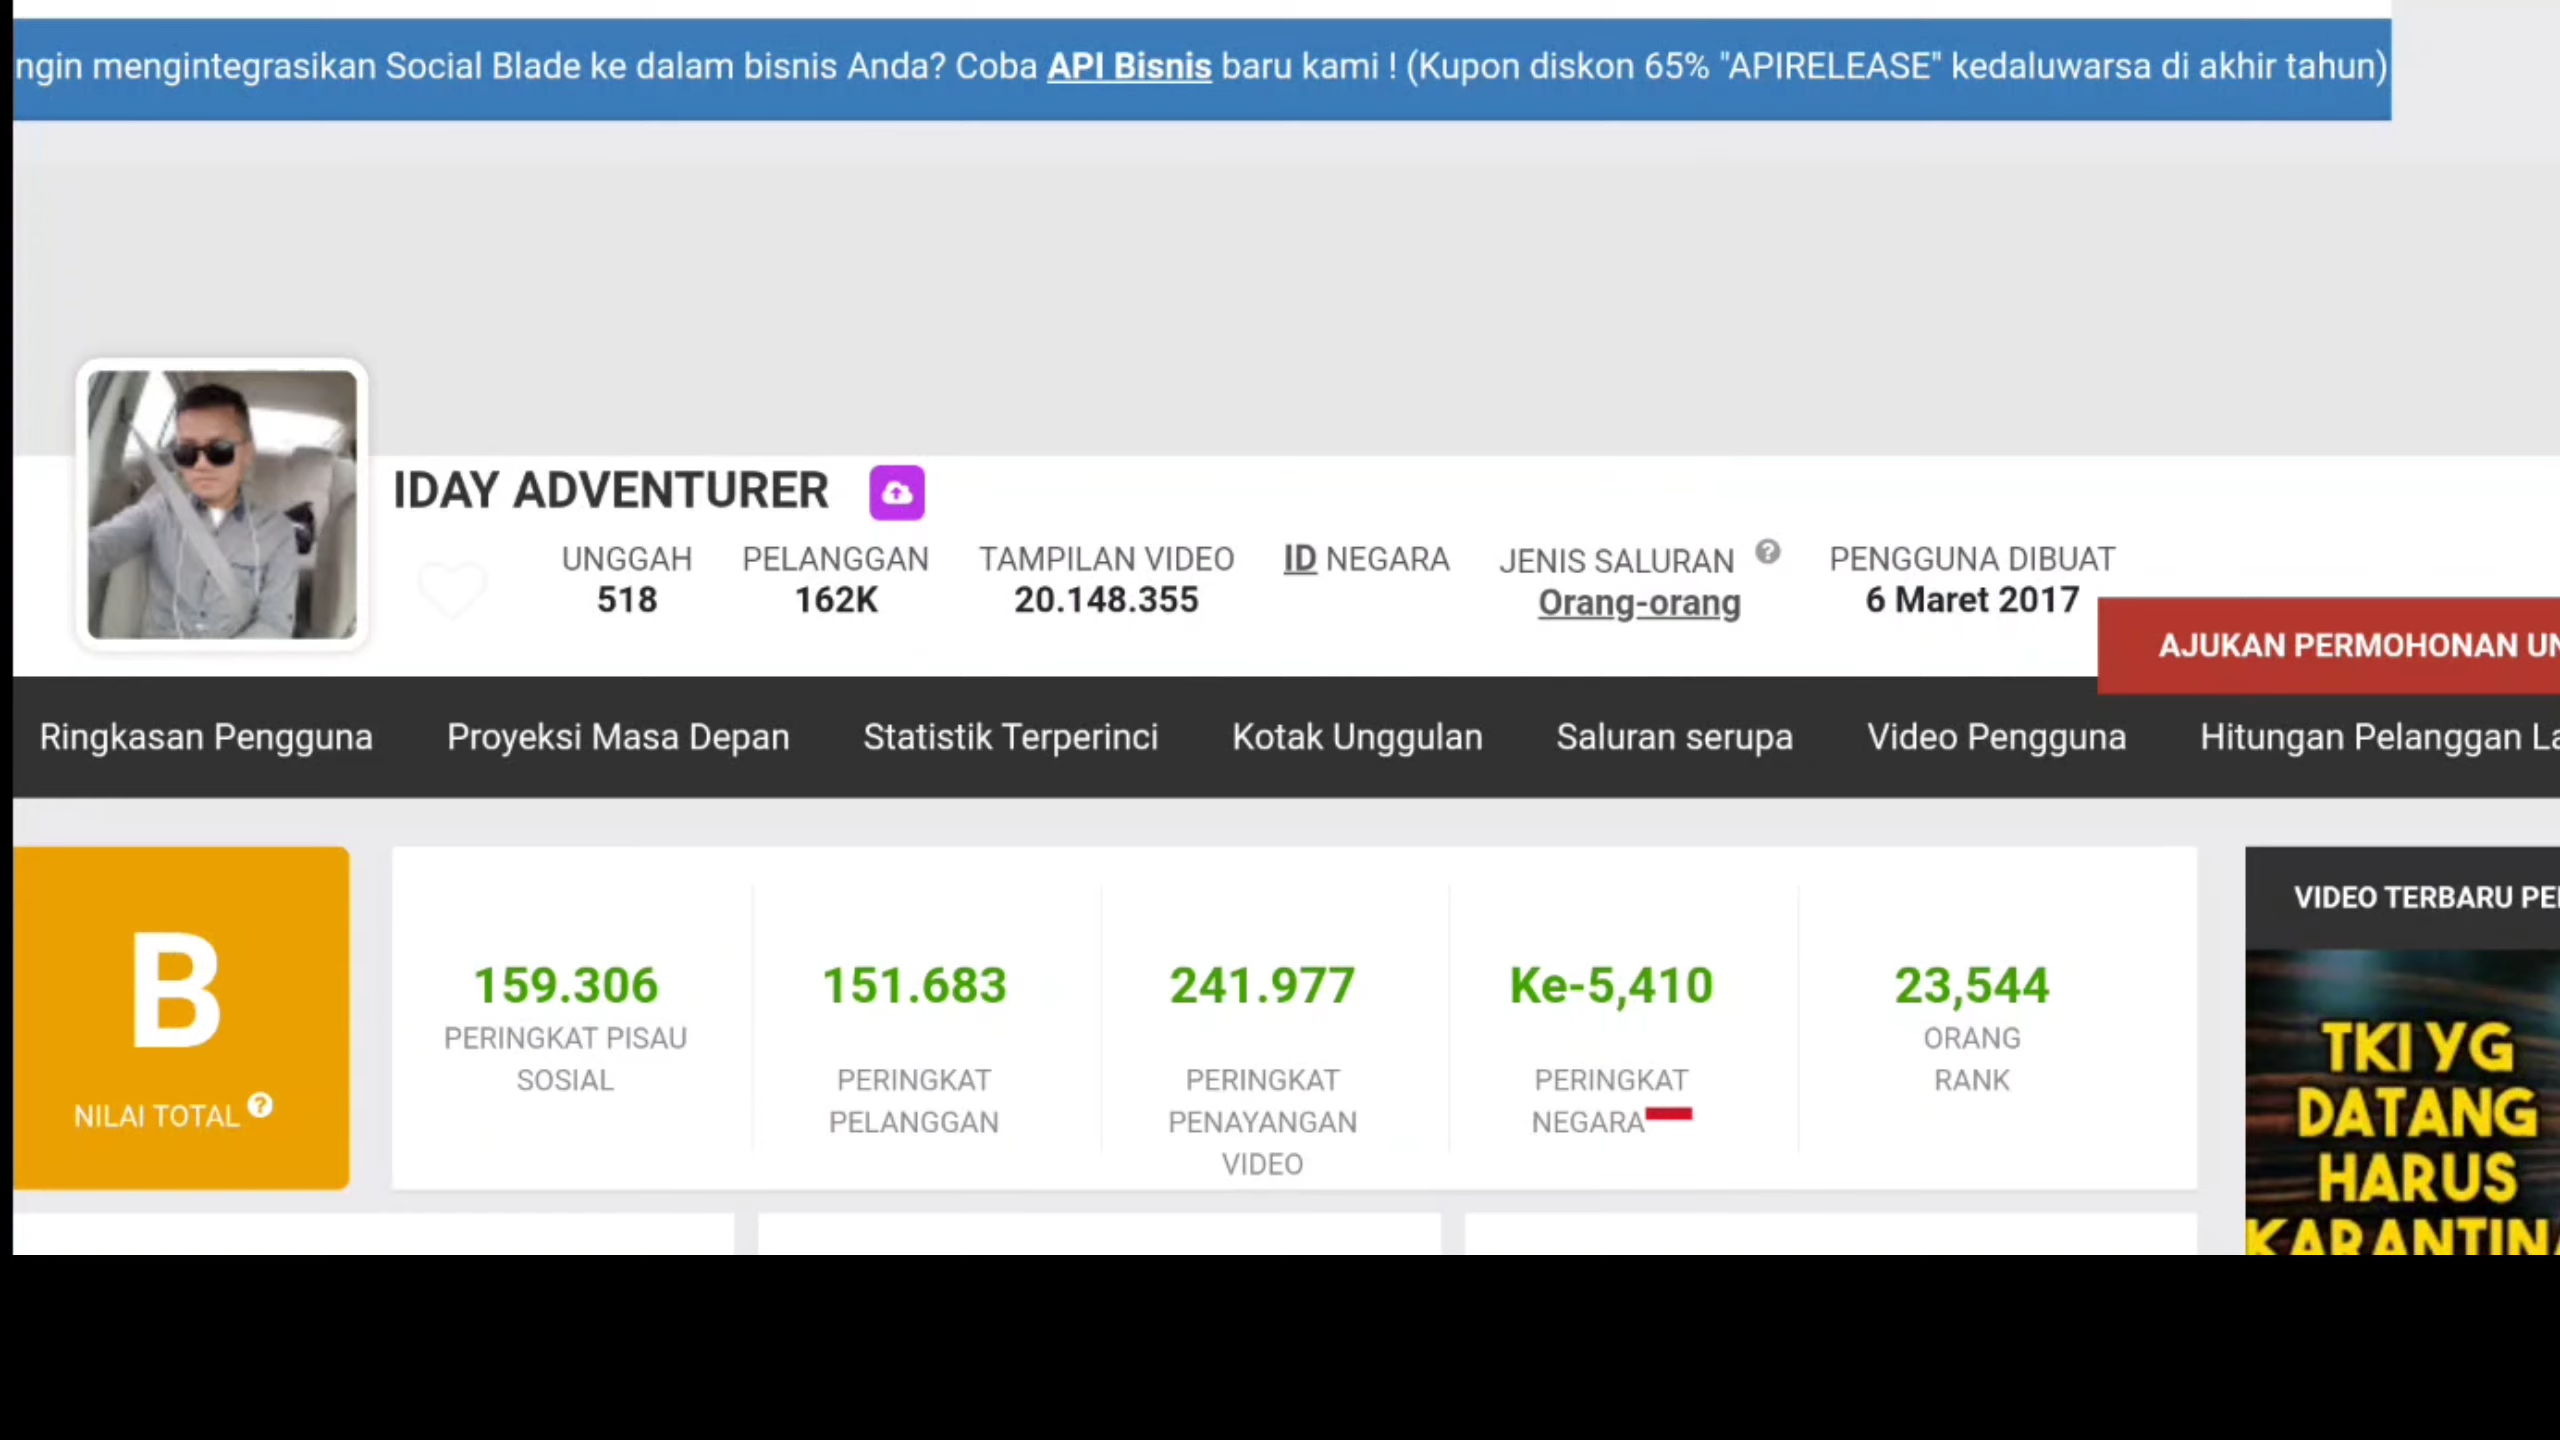 ngin mengintegrasikan Social Blade ke dalam bisnis Anda? Coba API Bisnis baru kami ! (Kupon diskon 65% "APIRELEASE" kedaluwarsa di akhir tahun)
IDAY ADVENTURER
UNGGAH PELANGGAN TAMPILAN VIDEO ID NEGARA JENIS SALURAN ? PENGGUNA DIBUAT
518 162K 20.148.355 Orang-orang 6 Maret 2017
AJUKAN PERMOHONAN UN
Ringkasan Pengguna Proyeksi Masa Depan Statistik Terperinci Kotak Unggulan Saluran serupa Video Pengguna Hitungan Pelanggan La
B
NILAI TOTAL ?
159.306
PERINGKAT PISAU
SOSIAL
151.683
PERINGKAT
PELANGGAN
241.977
PERINGKAT
PENAYANGAN
VIDEO
Ke-5,410
PERINGKAT
NEGARA
23,544
ORANG
RANK
VIDEO TERBARU PE
TKI YG
DATANG
HARUS
KARANTINA